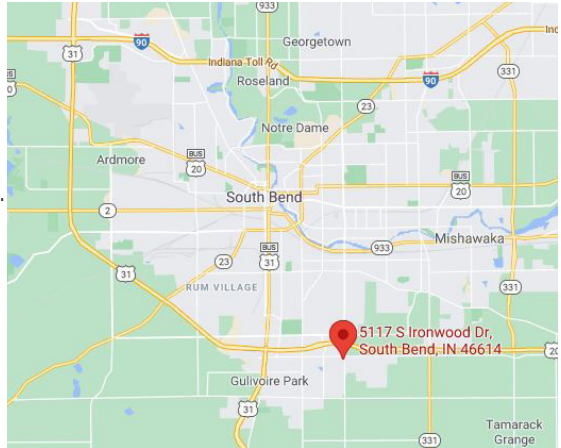 933
31
90
Georgetown
Indiana Toll Rd
Roseland
90
331
23
Notre Dame
Ardmore
BUS
20
BUS
20
South Bend
2
933
Mishawaka
23
BUS
31
31
331
RUM VILLAGE
5117 S Ironwood Dr,
South Bend, IN 46614
20
Gulivoire Park
31
Tamarack
Grange
331